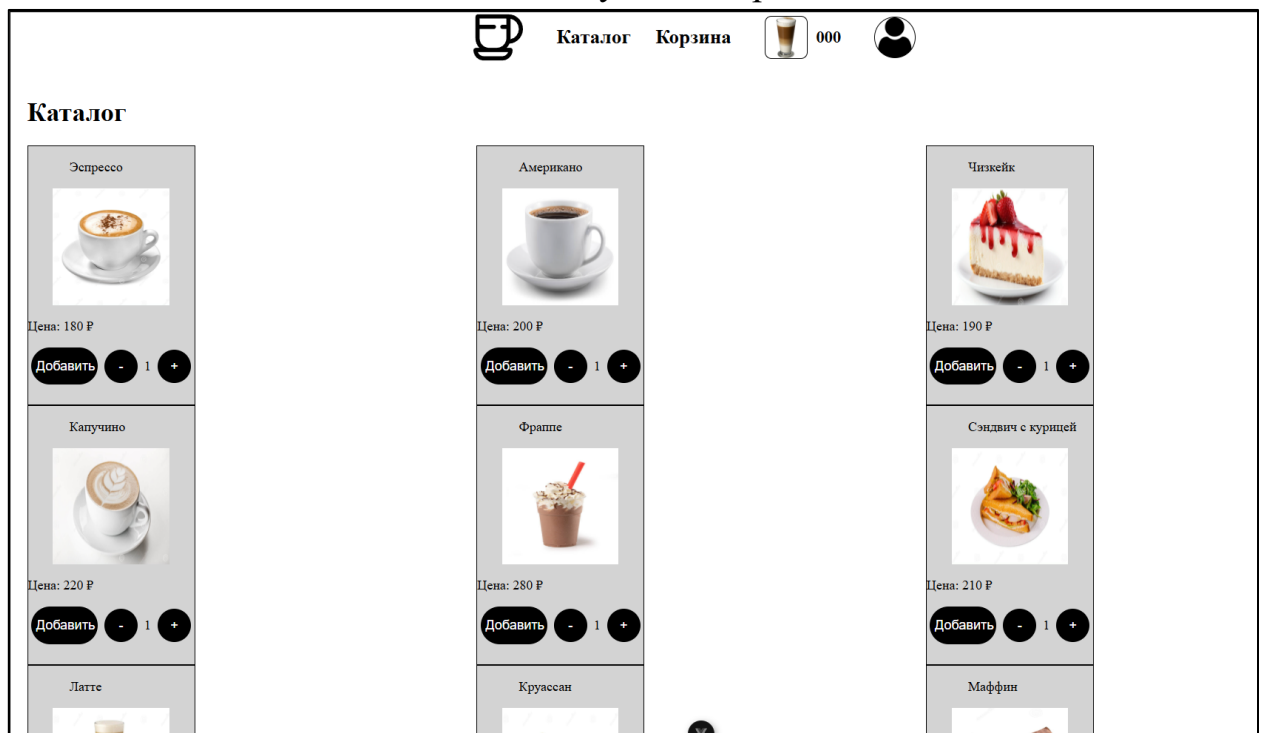 Каталог Корзина 000
Каталог
Эспрессо Американо Чизкейк
Цена: 180 ₽ Цена: 200 ₽ Цена: 190 ₽
Добавить - 1 + Добавить - 1 + Добавить - 1 +
Капучино Фраппе Сэндвич с курицей
Цена: 220 ₽ Цена: 280 ₽ Цена: 210 ₽
Добавить - 1 + Добавить - 1 + Добавить - 1 +
Латте Круассан Маффин